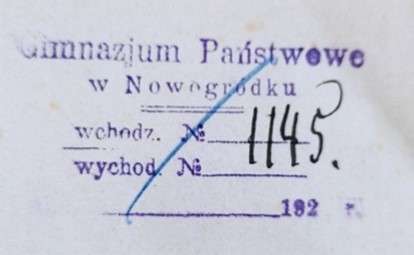 Gimnazjum Państwowe
w Nowogródku
wchodz. № 1145.
wychod. №
192 r.